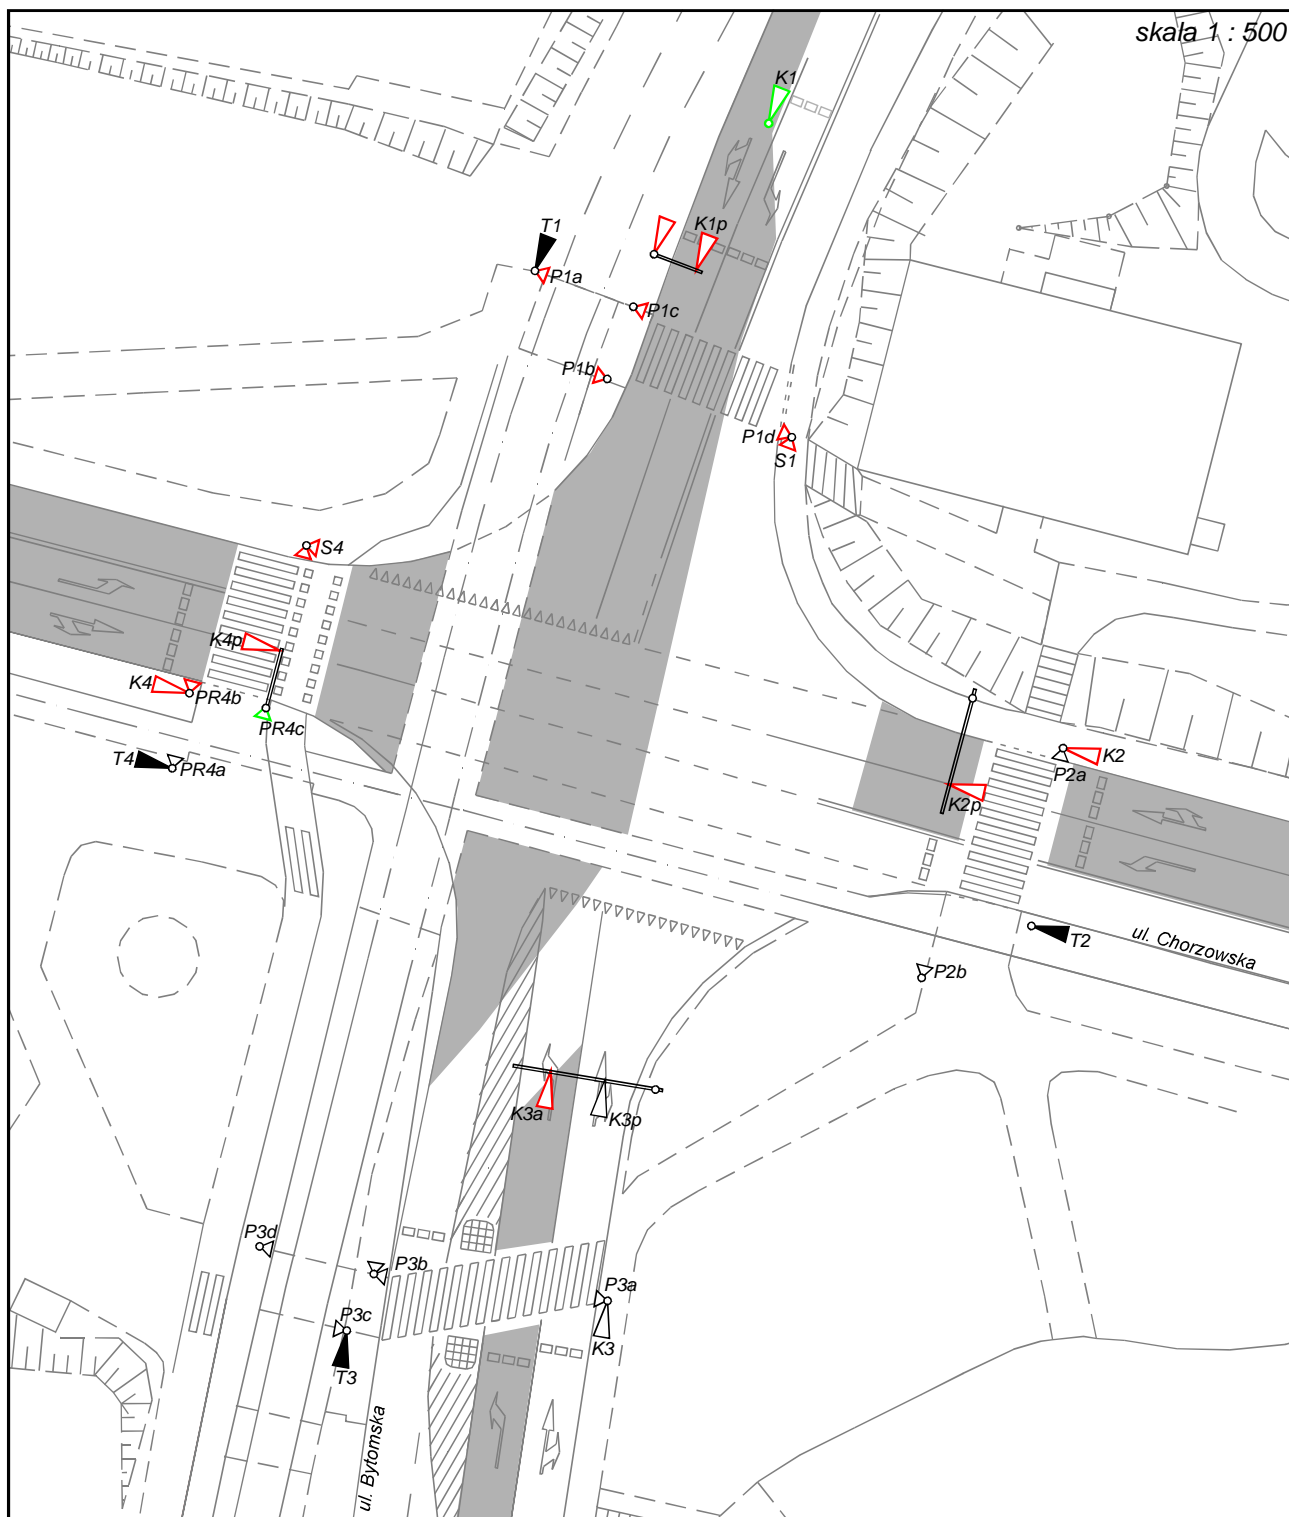 skala 1 : 500
K1
T1
K1p
P1a
P1c
P1b
P1d
S1
S4
K4p
K4
PR4b
PR4c
T4
PR4a
K2
P2a
K2p
T2
ul. Chorzowska
P2b
K3a
K3p
P3d
P3b
P3a
P3c
K3
T3
ul. Bytomska